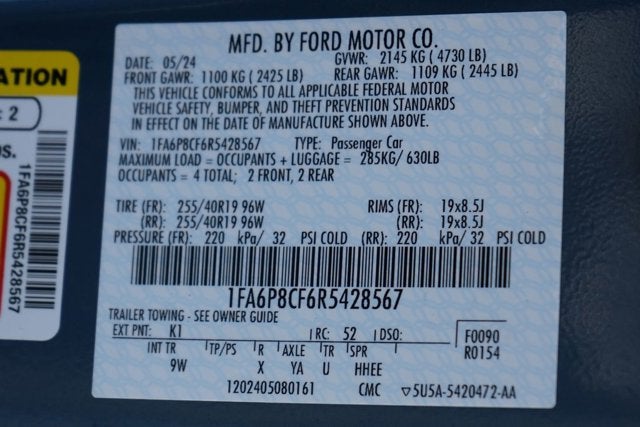 MFD. BY FORD MOTOR CO.
DATE: 05/24 GVWR: 2145 KG ( 4730 LB)
FRONT GAWR: 1100 KG ( 2425 LB) REAR GAWR: 1109 KG ( 2445 LB)
THIS VEHICLE CONFORMS TO ALL APPLICABLE FEDERAL MOTOR
VEHICLE SAFETY, BUMPER, AND THEFT PREVENTION STANDARDS
IN EFFECT ON THE DATE OF MANUFACTURE SHOWN ABOVE.
VIN: 1FA6P8CF6R5428567 TYPE: Passenger Car
MAXIMUM LOAD = OCCUPANTS + LUGGAGE = 285KG/ 630LB
OCCUPANTS = 4 TOTAL; 2 FRONT, 2 REAR
TIRE (FR): 255/40R19 96W RIMS (FR): 19x8.5J
(RR): 255/40R19 96W (RR): 19x8.5J
PRESSURE (FR): 220 kPa/ 32 PSI COLD (RR): 220 kPa/ 32 PSI COLD
1FA6P8CF6R5428567
TRAILER TOWING - SEE OWNER GUIDE
EXT PNT: K1 RC: 52 DSO: F0090
R0154
INT TR TP/PS R AXLE TR SPR
9W X YA U HHEE
1202405080161 CMC ▽5U5A-5420472-AA
ATION
: 2
os.
1FA6P8CF6R5428567